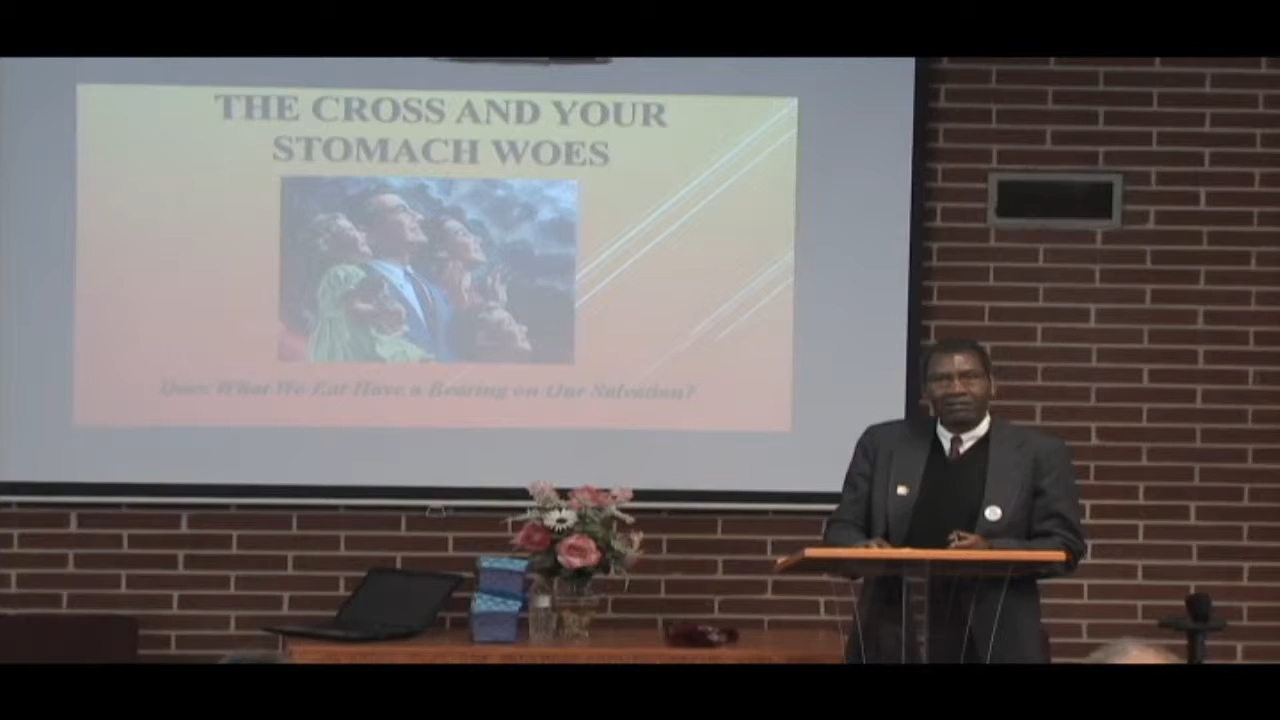 THE CROSS AND YOUR
STOMACH WOES
Does What We Eat Have a Bearing on Our Salvation?